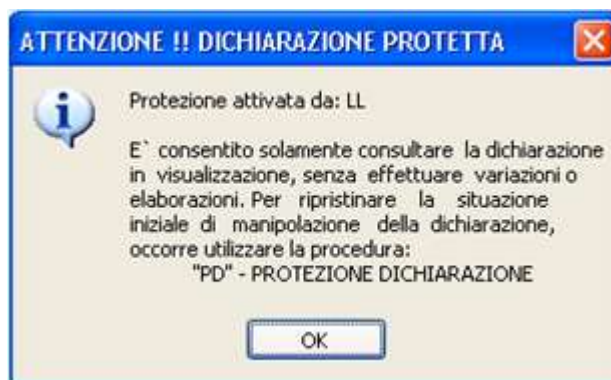 ATTENZIONE !! DICHIARAZIONE PROTETTA
Protezione attivata da: LL
E` consentito solamente consultare la dichiarazione
in visualizzazione, senza effettuare variazioni o
elaborazioni. Per ripristinare la situazione
iniziale di manipolazione della dichiarazione,
occorre utilizzare la procedura:
"PD" - PROTEZIONE DICHIARAZIONE
OK